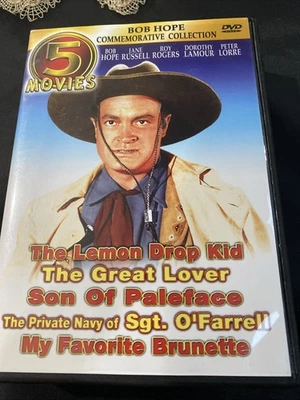 BOB HOPE
COMMEMORATIVE COLLECTION
DVD
5
MOVIES
BOB HOPE
JANE RUSSELL
ROY ROGERS
DOROTHY LAMOUR
PETER LORRE
The Lemon Drop Kid
The Great Lover
Son Of Paleface
The Private Navy of Sgt. O'Farrell
My Favorite Brunette